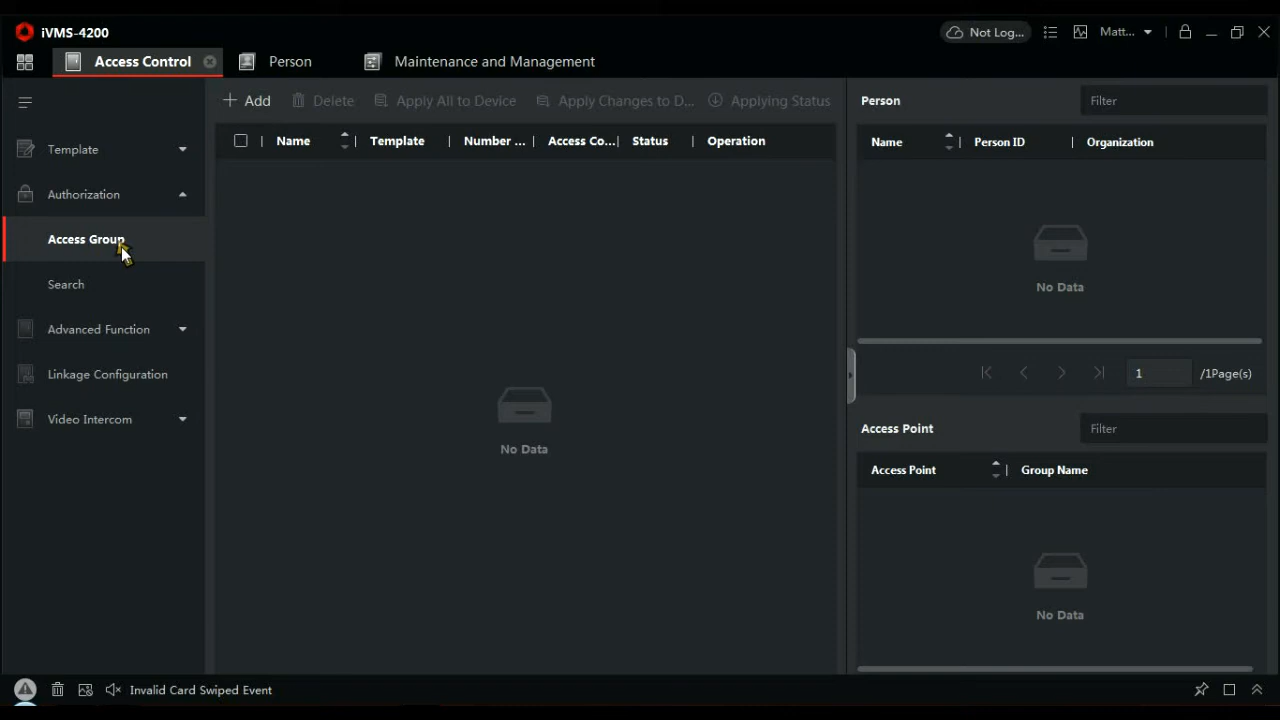 iVMS-4200
Not Log...
Matt...
Access Control
Person
Maintenance and Management
Template
Authorization
Access Group
Search
Advanced Function
Linkage Configuration
Video Intercom
Add
Delete
Apply All to Device
Apply Changes to D...
Applying Status
Name
Template
Number ...
Access Co...
Status
Operation
No Data
Person
Filter
Name
Person ID
Organization
No Data
1
/1Page(s)
Access Point
Filter
Access Point
Group Name
No Data
Invalid Card Swiped Event